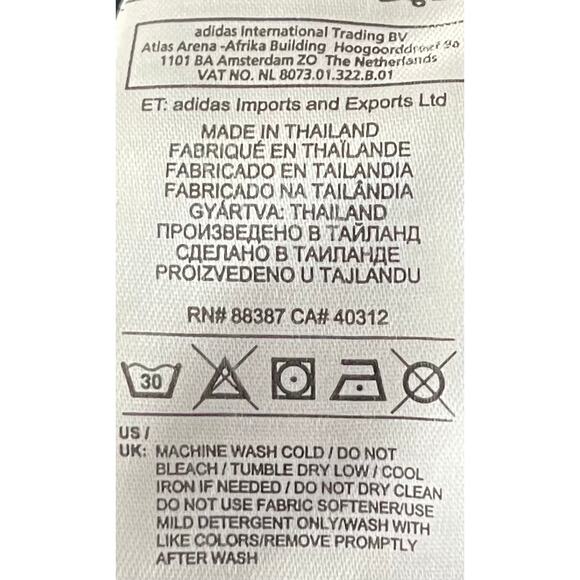 adidas International Trading BV
Atlas Arena -Afrika Building Hoogoorddreef 9a
1101 BA Amsterdam ZO The Netherlands
VAT NO. NL 8073.01.322.B.01
ET: adidas Imports and Exports Ltd
MADE IN THAILAND
FABRIQUÉ EN THAÏLANDE
FABRICADO EN TAILANDIA
FABRICADO NA TAILÂNDIA
GYÁRTVA: THAILAND
ПРОИЗВЕДЕНО В ТАЙЛАНД
СДЕЛАНО В ТАИЛАНДЕ
PROIZVEDENO U TAJLANDU
RN# 88387 CA# 40312
30
US /
UK: MACHINE WASH COLD / DO NOT
BLEACH / TUMBLE DRY LOW / COOL
IRON IF NEEDED / DO NOT DRY CLEAN
DO NOT USE FABRIC SOFTENER/USE
MILD DETERGENT ONLY/WASH WITH
LIKE COLORS/REMOVE PROMPTLY
AFTER WASH